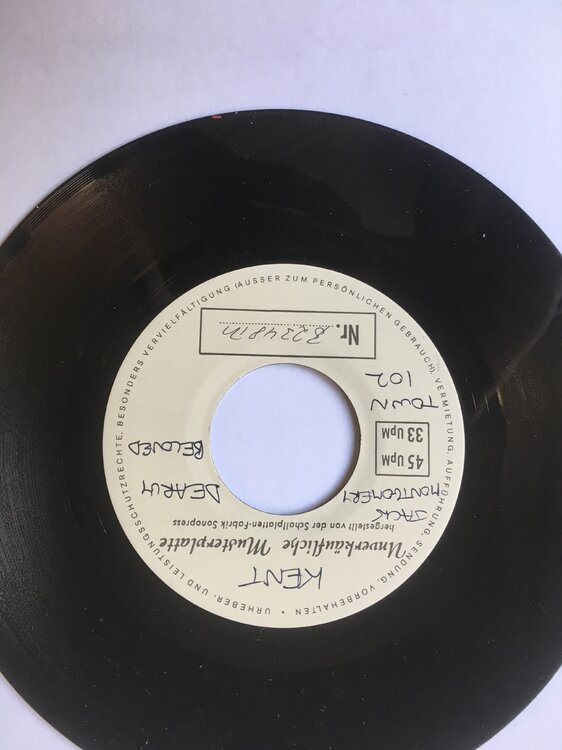 URHEBER- UND LEISTUNGSSCHUTZRECHTE, BESONDERS VERVIELFÄLTIGUNG (AUSSER ZUM PERSÖNLICHEN GEBRAUCH), VERMIETUNG, AUFFÜHRUNG, SENDUNG, VORBEHALTEN •
KENT
Unverkäufliche Musterplatte
hergestellt von der Schallplatten-Fabrik Sonopress
JACK
MONTGOMERY
DEARLY
BELOVED
45 UpM
33 UpM
TOWN
102
Nr.